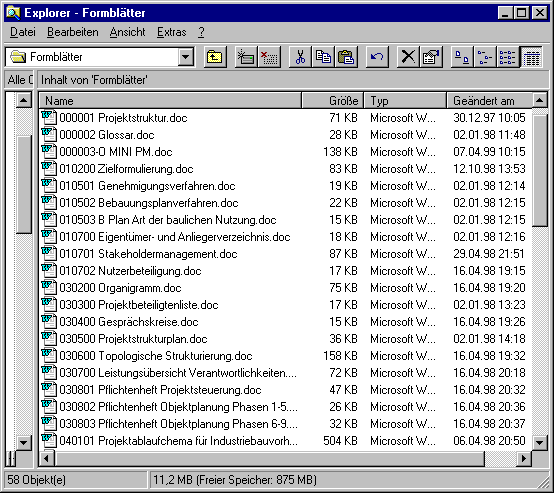 Explorer - Formblätter
Datei Bearbeiten Ansicht Extras ?
Formblätter
Alle O Inhalt von 'Formblätter'
Name Größe Typ Geändert am
000001 Projektstruktur.doc 71 KB Microsoft W... 30.12.97 10:05
000002 Glossar.doc 28 KB Microsoft W... 02.01.98 11:48
000003-O MINI PM.doc 138 KB Microsoft W... 07.04.99 10:15
010200 Zielformulierung.doc 83 KB Microsoft W... 12.10.98 13:53
010501 Genehmigungsverfahren.doc 19 KB Microsoft W... 02.01.98 12:14
010502 Bebauungsplanverfahren.doc 22 KB Microsoft W... 02.01.98 12:15
010503 B Plan Art der baulichen Nutzung.doc 15 KB Microsoft W... 02.01.98 12:15
010700 Eigentümer- und Anliegerverzeichnis.doc 18 KB Microsoft W... 02.01.98 12:16
010701 Stakeholdermanagement.doc 87 KB Microsoft W... 29.04.98 21:51
010702 Nutzerbeteiligung.doc 17 KB Microsoft W... 16.04.98 19:15
030200 Organigramm.doc 75 KB Microsoft W... 16.04.98 19:20
030300 Projektbeteiligtenliste.doc 17 KB Microsoft W... 02.01.98 13:23
030400 Gesprächskreise.doc 15 KB Microsoft W... 16.04.98 19:26
030500 Projektstrukturplan.doc 36 KB Microsoft W... 02.01.98 14:18
030600 Topologische Strukturierung.doc 158 KB Microsoft W... 16.04.98 19:32
030700 Leistungsübersicht Verantwortlichkeiten.... 72 KB Microsoft W... 16.04.98 20:18
030801 Pflichtenheft Projektsteuerung.doc 47 KB Microsoft W... 16.04.98 20:32
030802 Pflichtenheft Objektplanung Phasen 1-5.... 26 KB Microsoft W... 16.04.98 20:36
030803 Pflichtenheft Objektplanung Phasen 6-9.... 32 KB Microsoft W... 16.04.98 20:37
040101 Projektablaufchema für Industriebauvorh... 504 KB Microsoft W... 06.04.98 20:50
58 Objekt(e) 11,2 MB (Freier Speicher: 875 MB)